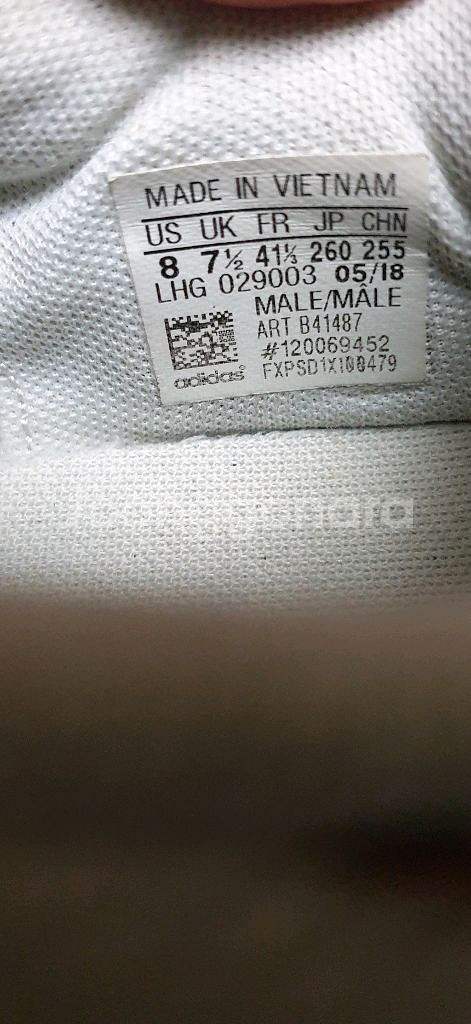 MADE IN VIETNAM
US UK FR JP CHN
8 7½ 41⅓ 260 255
LHG 029003 05/18
MALE/MÂLE
ART B41487
#120069452
FXPSD1X100479
adidas®